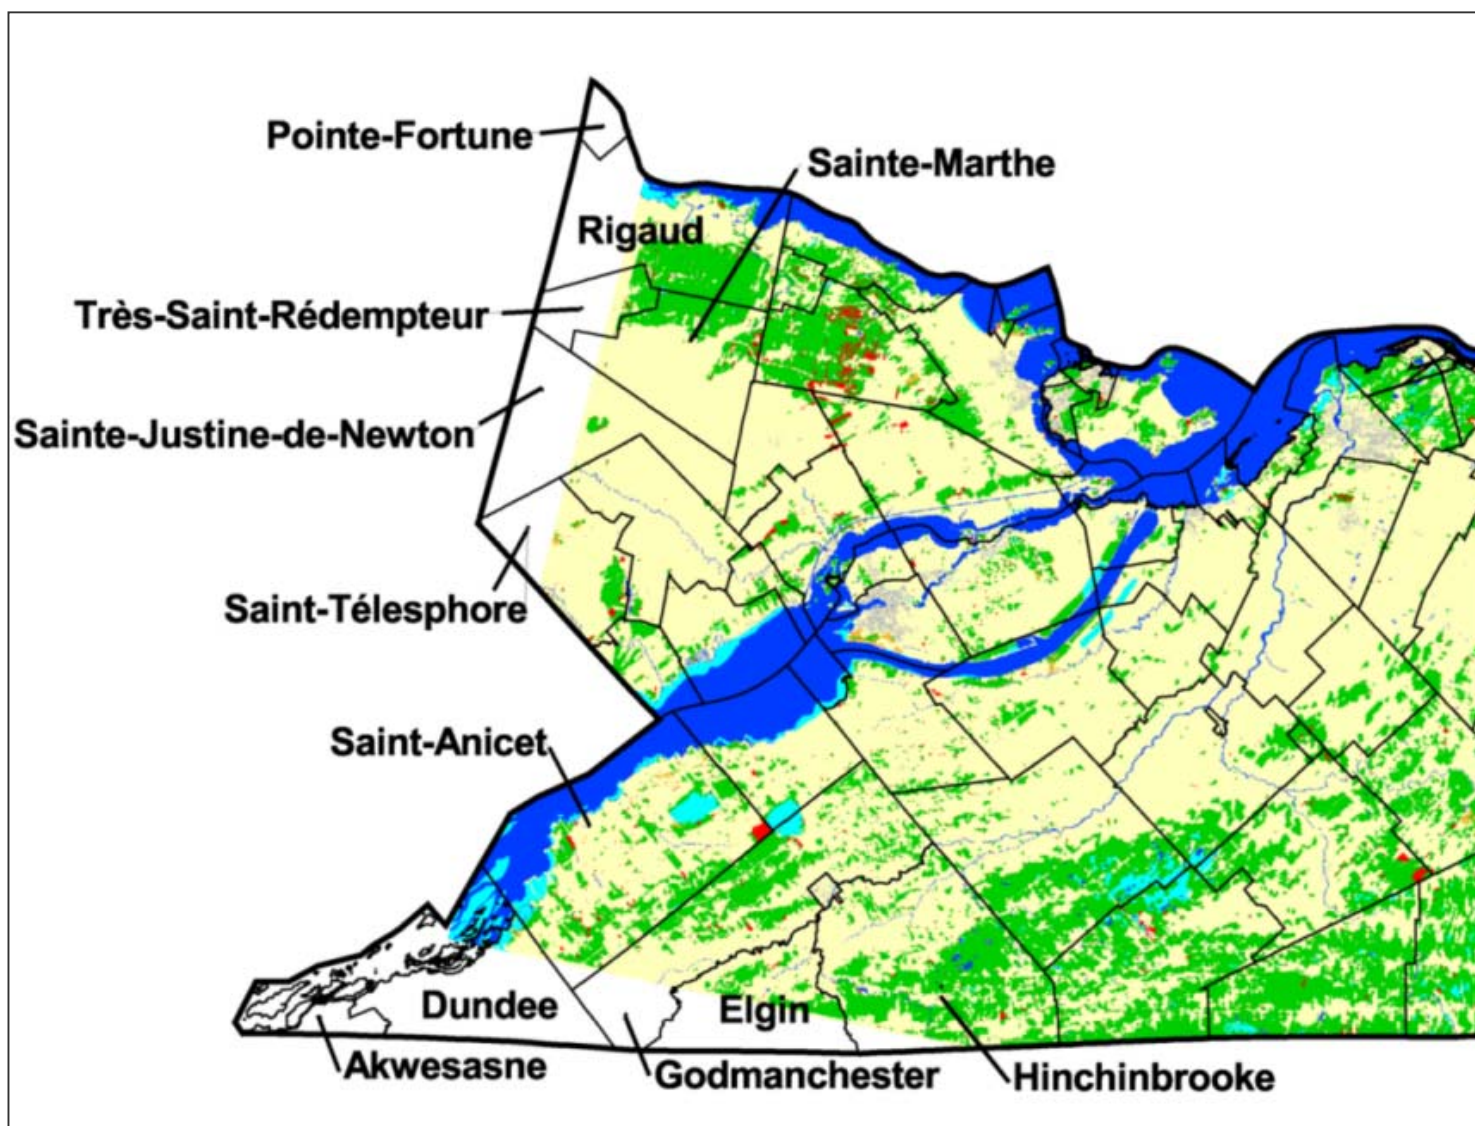 Pointe-Fortune
Sainte-Marthe
Rigaud
Très-Saint-Rédempteur
Sainte-Justine-de-Newton
Saint-Télesphore
Saint-Anicet
Dundee
Elgin
Akwesasne
Godmanchester
Hinchinbrooke